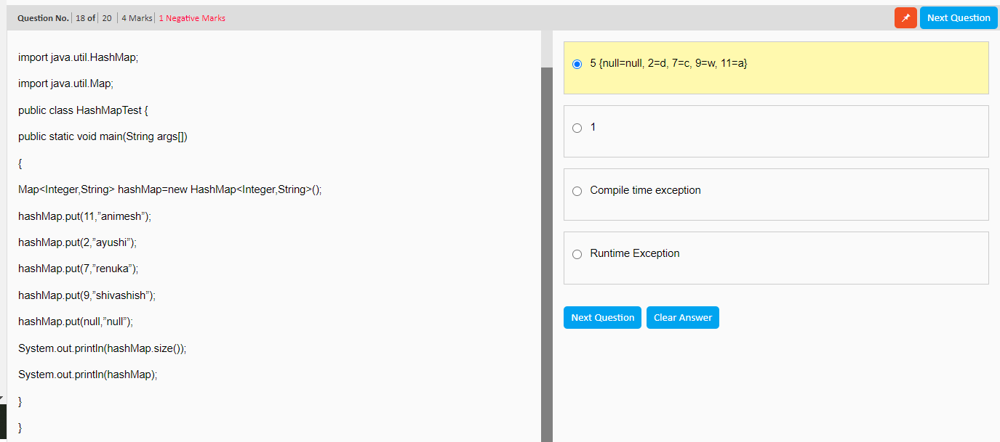 Question No. 18 of 20 4 Marks 1 Negative Marks
Next Question
import java.util.HashMap;
import java.util.Map;
public class HashMapTest {
public static void main(String args[])
{
Map<Integer,String> hashMap=new HashMap<Integer,String>();
hashMap.put(11,”animesh”);
hashMap.put(2,”ayushi”);
hashMap.put(7,”renuka”);
hashMap.put(9,”shivashish”);
hashMap.put(null,”null”);
System.out.println(hashMap.size());
System.out.println(hashMap);
}
}
5 {null=null, 2=d, 7=c, 9=w, 11=a}
1
Compile time exception
Runtime Exception
Next Question Clear Answer